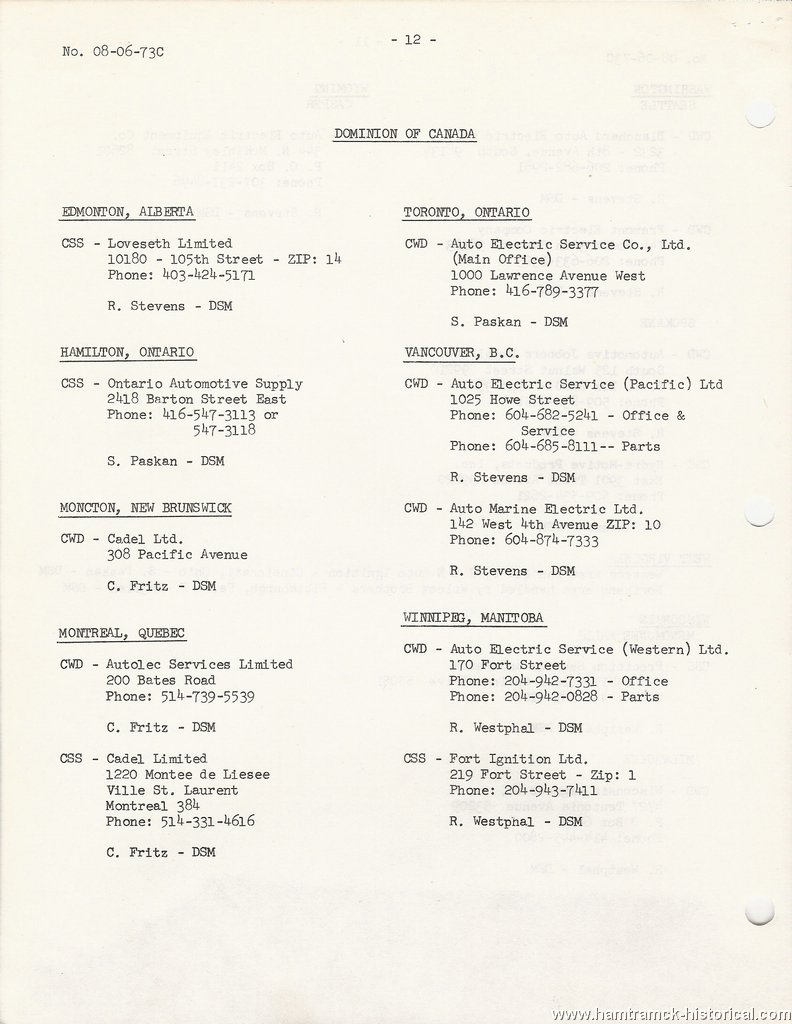 - 12 -
No. 08-06-73C
DOMINION OF CANADA
EDMONTON, ALBERTA
CSS - Loveseth Limited
10180 - 105th Street - ZIP: 14
Phone: 403-424-5171
R. Stevens - DSM
HAMILTON, ONTARIO
CSS - Ontario Automotive Supply
2418 Barton Street East
Phone: 416-547-3113 or
547-3118
S. Paskan - DSM
MONCTON, NEW BRUNSWICK
CWD - Cadel Ltd.
308 Pacific Avenue
C. Fritz - DSM
MONTREAL, QUEBEC
CWD - Autolec Services Limited
200 Bates Road
Phone: 514-739-5539
C. Fritz - DSM
CSS - Cadel Limited
1220 Montee de Liesee
Ville St. Laurent
Montreal 384
Phone: 514-331-4616
C. Fritz - DSM
TORONTO, ONTARIO
CWD - Auto Electric Service Co., Ltd.
(Main Office)
1000 Lawrence Avenue West
Phone: 416-789-3377
S. Paskan - DSM
VANCOUVER, B.C.
CWD - Auto Electric Service (Pacific) Ltd
1025 Howe Street
Phone: 604-682-5241 - Office &
Service
Phone: 604-685-8111-- Parts
R. Stevens - DSM
CWD - Auto Marine Electric Ltd.
142 West 4th Avenue ZIP: 10
Phone: 604-874-7333
R. Stevens - DSM
WINNIPEG, MANITOBA
CWD - Auto Electric Service (Western) Ltd.
170 Fort Street
Phone: 204-942-7331 - Office
Phone: 204-942-0828 - Parts
R. Westphal - DSM
CSS - Fort Ignition Ltd.
219 Fort Street - Zip: 1
Phone: 204-943-7411
R. Westphal - DSM
www.hamtramck-historical.com